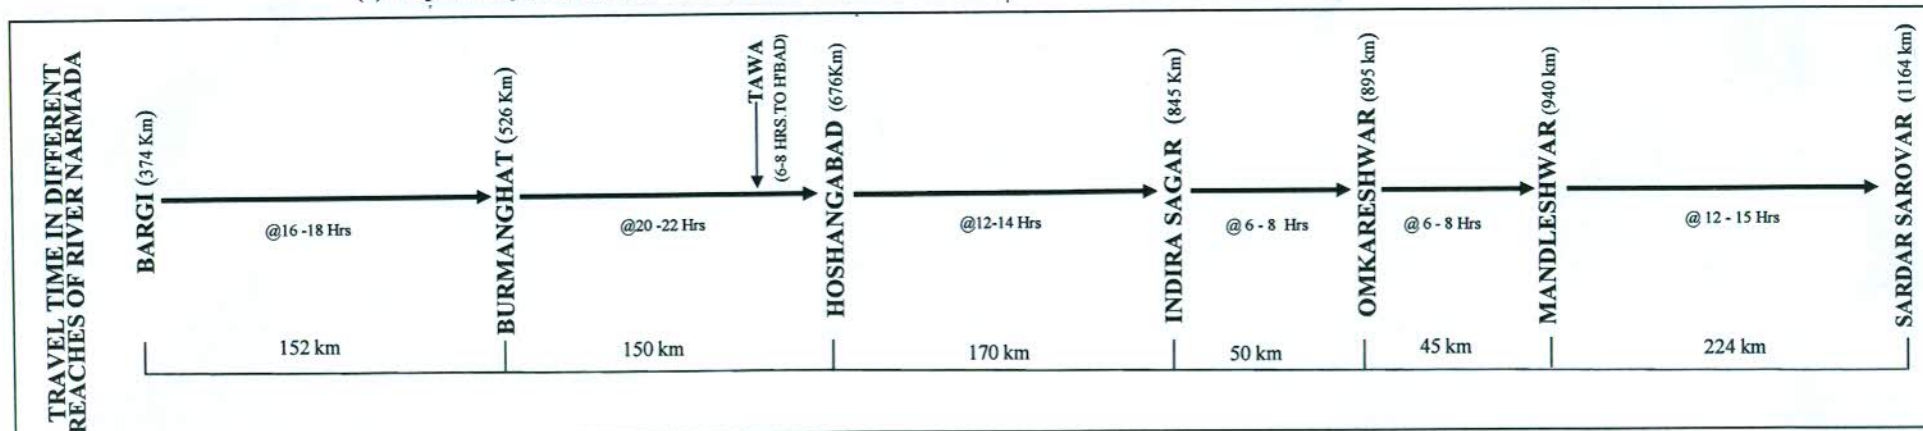 TRAVEL TIME IN DIFFERENT
REACHES OF RIVER NARMADA
BARGI (374 Km)
@16 -18 Hrs
BURMANGHAT (526 Km)
@20 -22 Hrs
TAWA
(6-8 HRS.TO H'BAD)
HOSHANGABAD (676Km)
@12-14 Hrs
INDIRA SAGAR (845 Km)
@ 6 - 8 Hrs
OMKARESHWAR (895 km)
@ 6 - 8 Hrs
MANDLESHWAR (940 km)
@ 12 - 15 Hrs
SARDAR SAROVAR (1164 km)
152 km
150 km
170 km
50 km
45 km
224 km